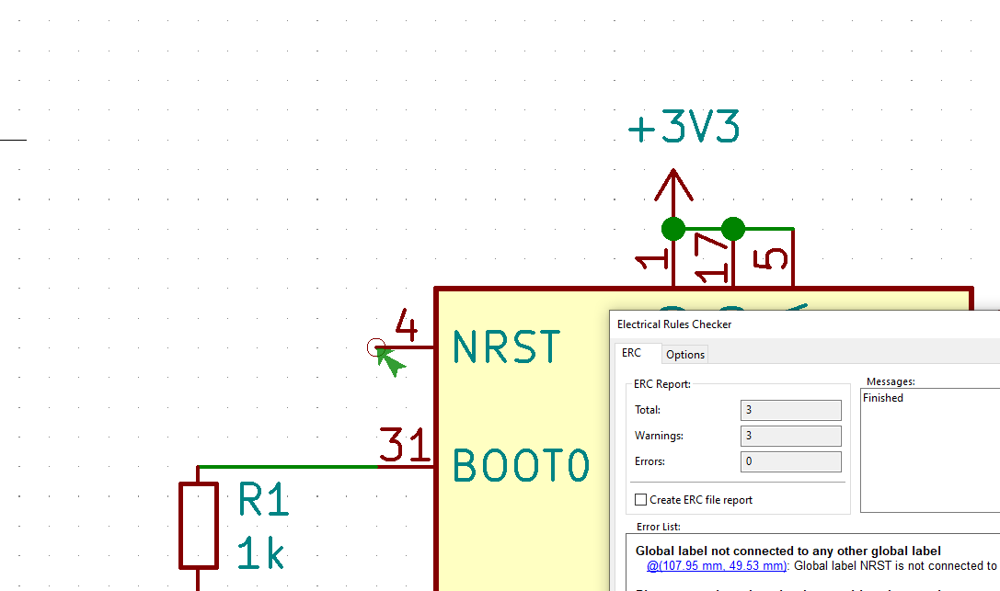 +3V3
1
17
5
4
NRST
31
BOOT0
R1
1k
Electrical Rules Checker
ERC
Options
ERC Report:
Total:
3
Warnings:
3
Errors:
0
Create ERC file report
Messages:
Finished
Error List:
Global label not connected to any other global label
@(107.95 mm, 49.53 mm): Global label NRST is not connected to